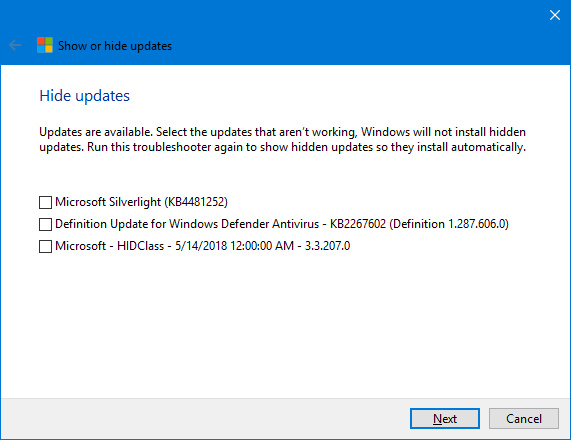 Show or hide updates
Hide updates
Updates are available. Select the updates that aren't working, Windows will not install hidden
updates. Run this troubleshooter again to show hidden updates so they install automatically.
Microsoft Silverlight (KB4481252)
Definition Update for Windows Defender Antivirus - KB2267602 (Definition 1.287.606.0)
Microsoft - HIDClass - 5/14/2018 12:00:00 AM - 3.3.207.0
Next
Cancel